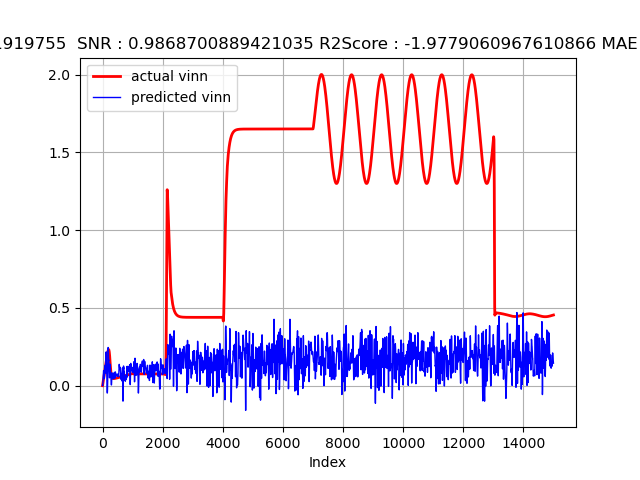 .919755  SNR : 0.9868700889421035 R2Score : -1.9779060967610866 MAE
actual vinn
predicted vinn
2.0
1.5
1.0
0.5
0.0
0 2000 4000 6000 8000 10000 12000 14000
Index